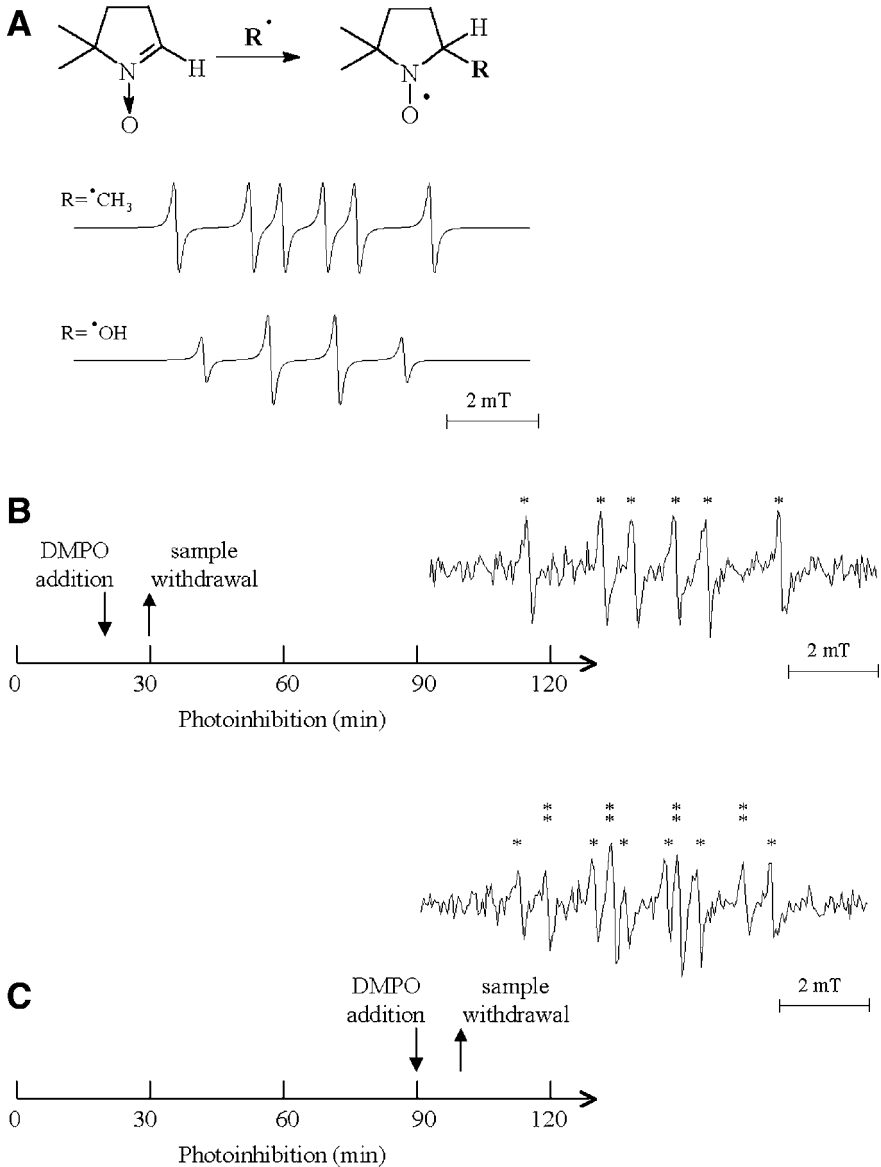 A
R•
H
N
O
H
R
N
O•
R= •CH3
R= •OH
2 mT
B
DMPO addition
sample withdrawal
* * * * * *
2 mT
0 30 60 90 120
Photoinhibition (min)
* * * *
* * * *
* * * * * *
2 mT
C
DMPO addition
sample withdrawal
0 30 60 90 120
Photoinhibition (min)